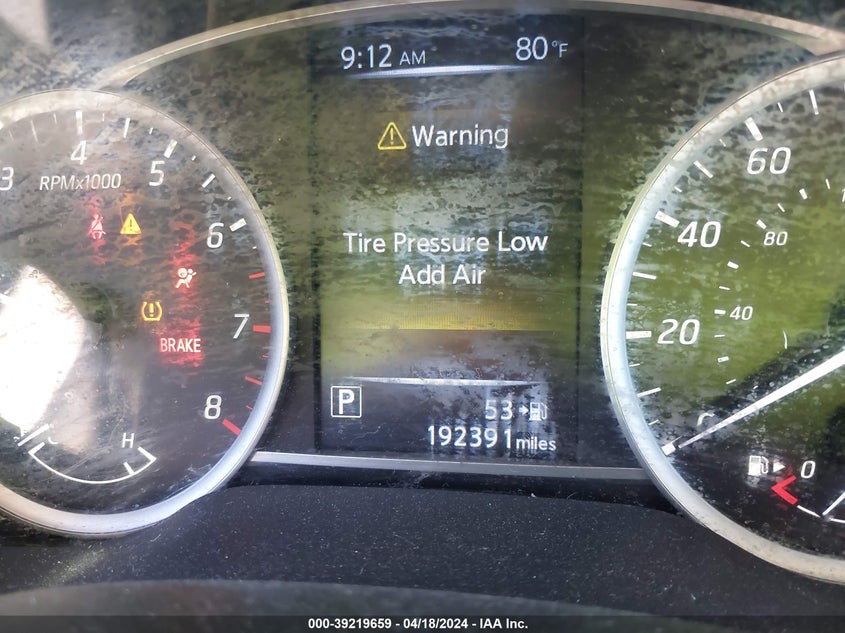 9:12 AM 80°F
Warning
Tire Pressure Low
Add Air
P
53
192391 miles
3 4 5 6 7 8
RPMx1000
BRAKE
H
60
40
80
20
40
0
000-39219659 / 04/18/2024 - IAA Inc.